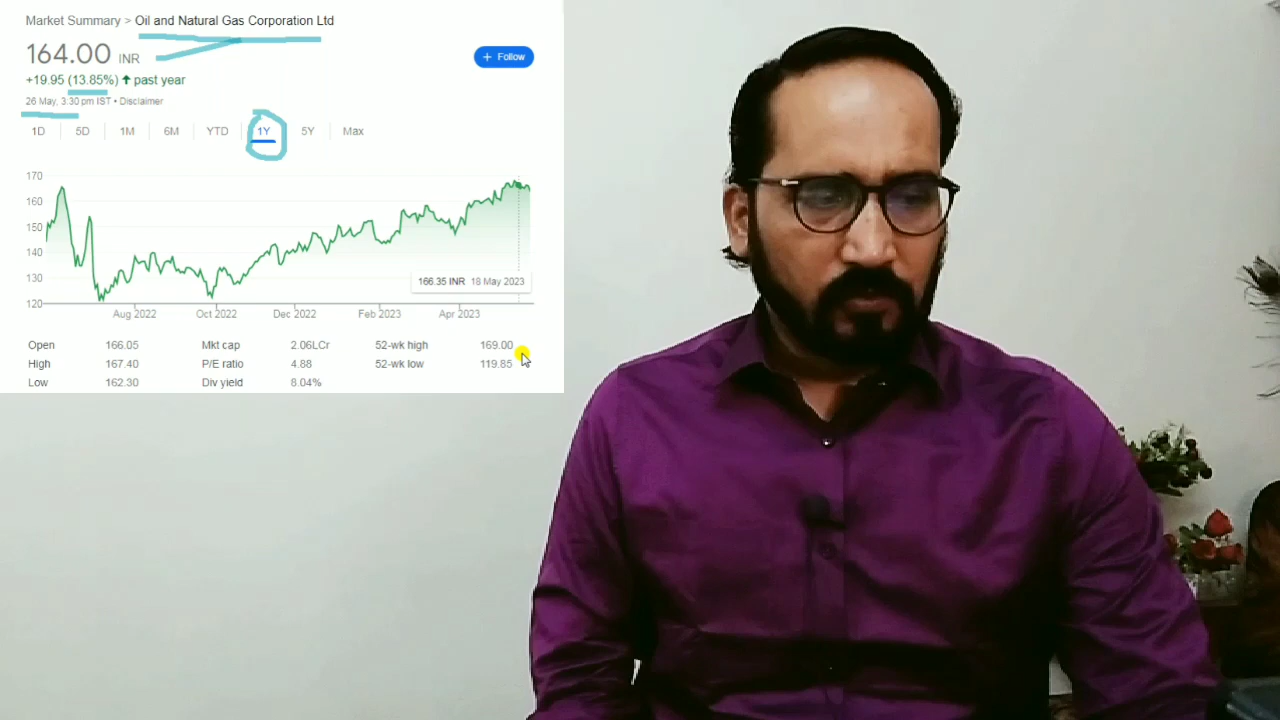 Market Summary > Oil and Natural Gas Corporation Ltd
164.00 INR
+ Follow
+19.95 (13.85%) ↑ past year
26 May, 3:30 pm IST • Disclaimer
1D 5D 1M 6M YTD 1Y 5Y Max
170
160
150
140
130
120
166.35 INR 18 May 2023
Aug 2022 Oct 2022 Dec 2022 Feb 2023 Apr 2023
Open 166.05 Mkt cap 2.06LCr 52-wk high 169.00
High 167.40 P/E ratio 4.88 52-wk low 119.85
Low 162.30 Div yield 8.04%